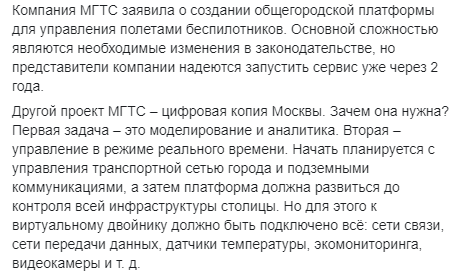 Компания МГТС заявила о создании общегородской платформы
для управления полетами беспилотников. Основной сложностью
являются необходимые изменения в законодательстве, но
представители компании надеются запустить сервис уже через 2
года.
Другой проект МГТС – цифровая копия Москвы. Зачем она нужна?
Первая задача – это моделирование и аналитика. Вторая –
управление в режиме реального времени. Начать планируется с
управления транспортной сетью города и подземными
коммуникациями, а затем платформа должна развиться до
контроля всей инфраструктуры столицы. Но для этого к
виртуальному двойнику должно быть подключено всё: сети связи,
сети передачи данных, датчики температуры, экомониторинга,
видеокамеры и т. д.